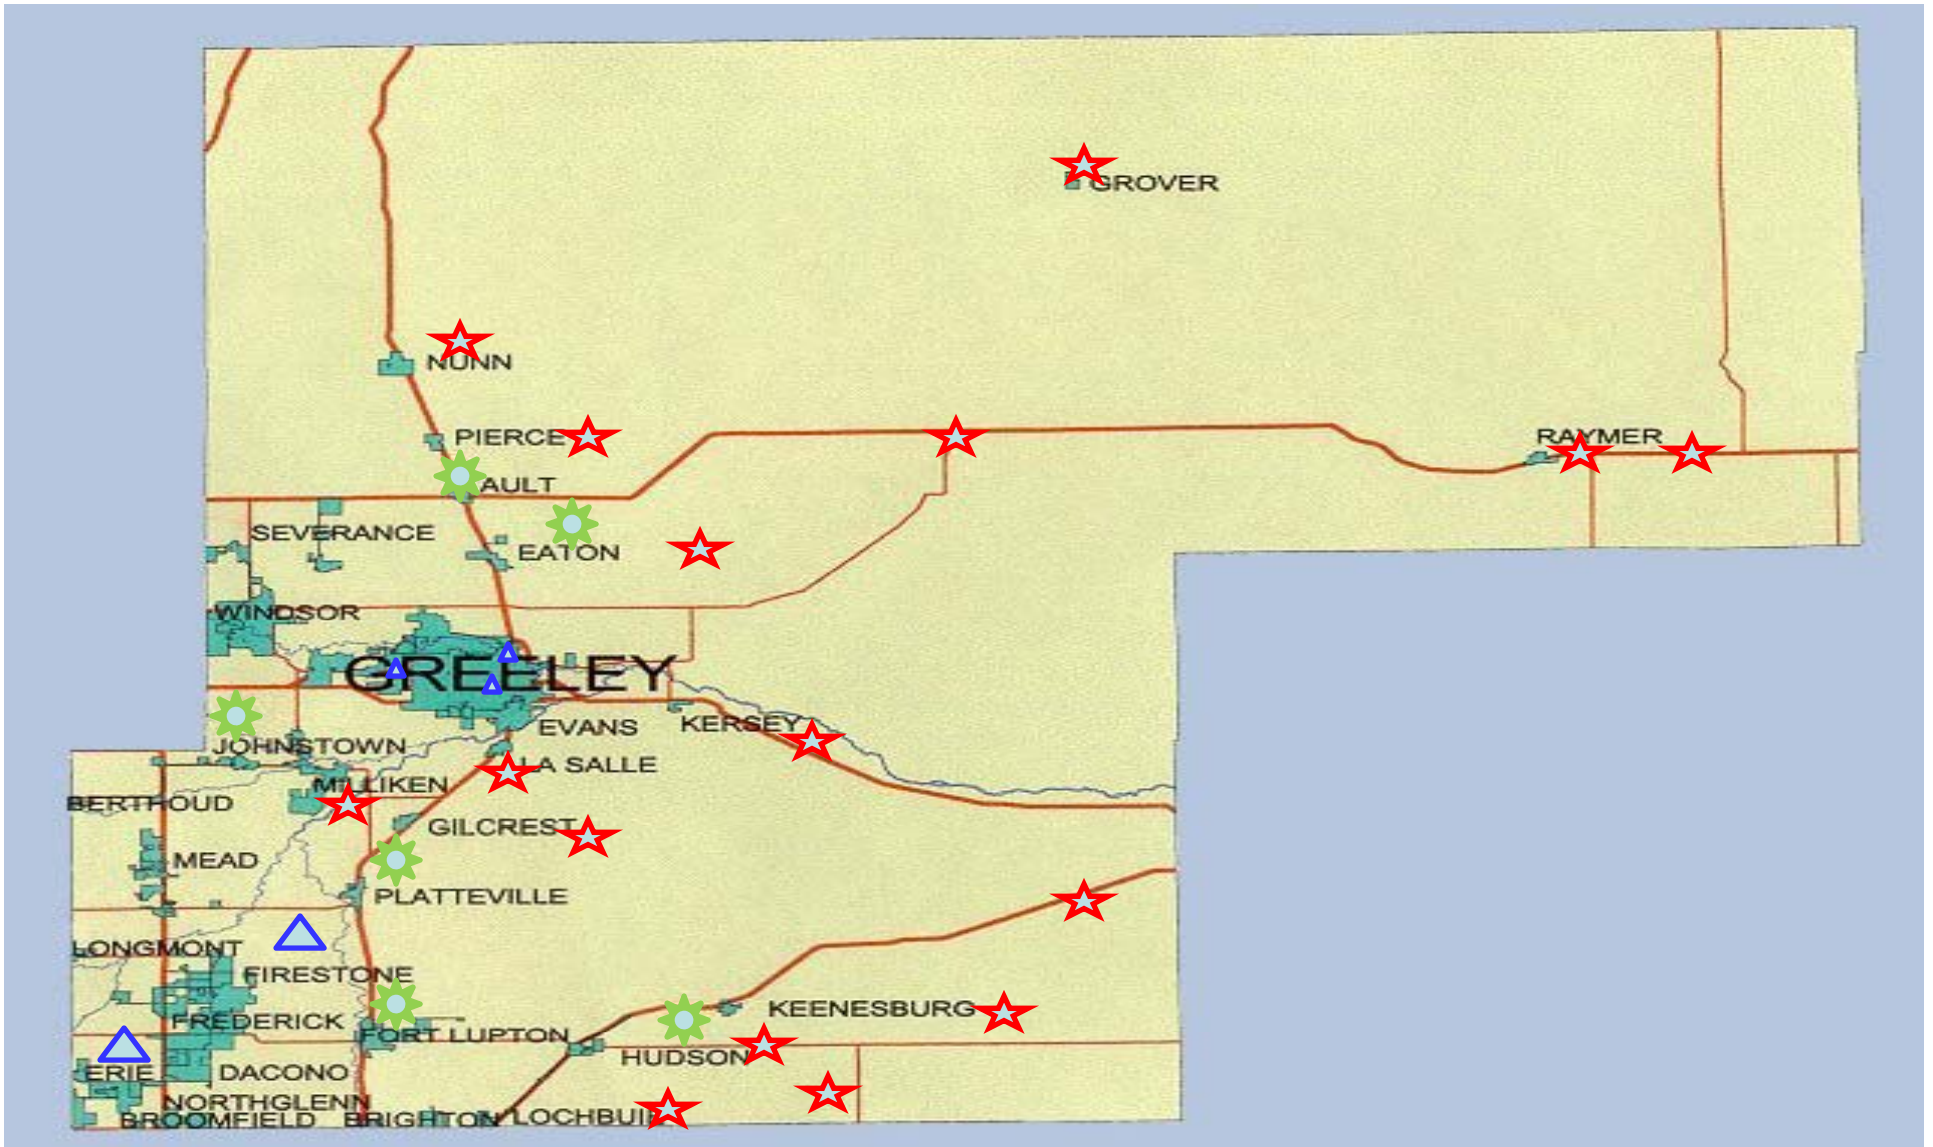 GROVER
NUNN
PIERCE
RAYMER
AULT
SEVERANCE
EATON
WINDSOR
GREELEY
EVANS
KERSEY
JOHNSTOWN
LA SALLE
MILLIKEN
BERTHOUD
GILCREST
MEAD
PLATTEVILLE
LONGMONT
FIRESTONE
KEENESBURG
FREDERICK
FORT LUPTON
HUDSON
ERIE
DACONO
NORTHGLENN
BROOMFIELD
BRIGHTON
LOCHBUI